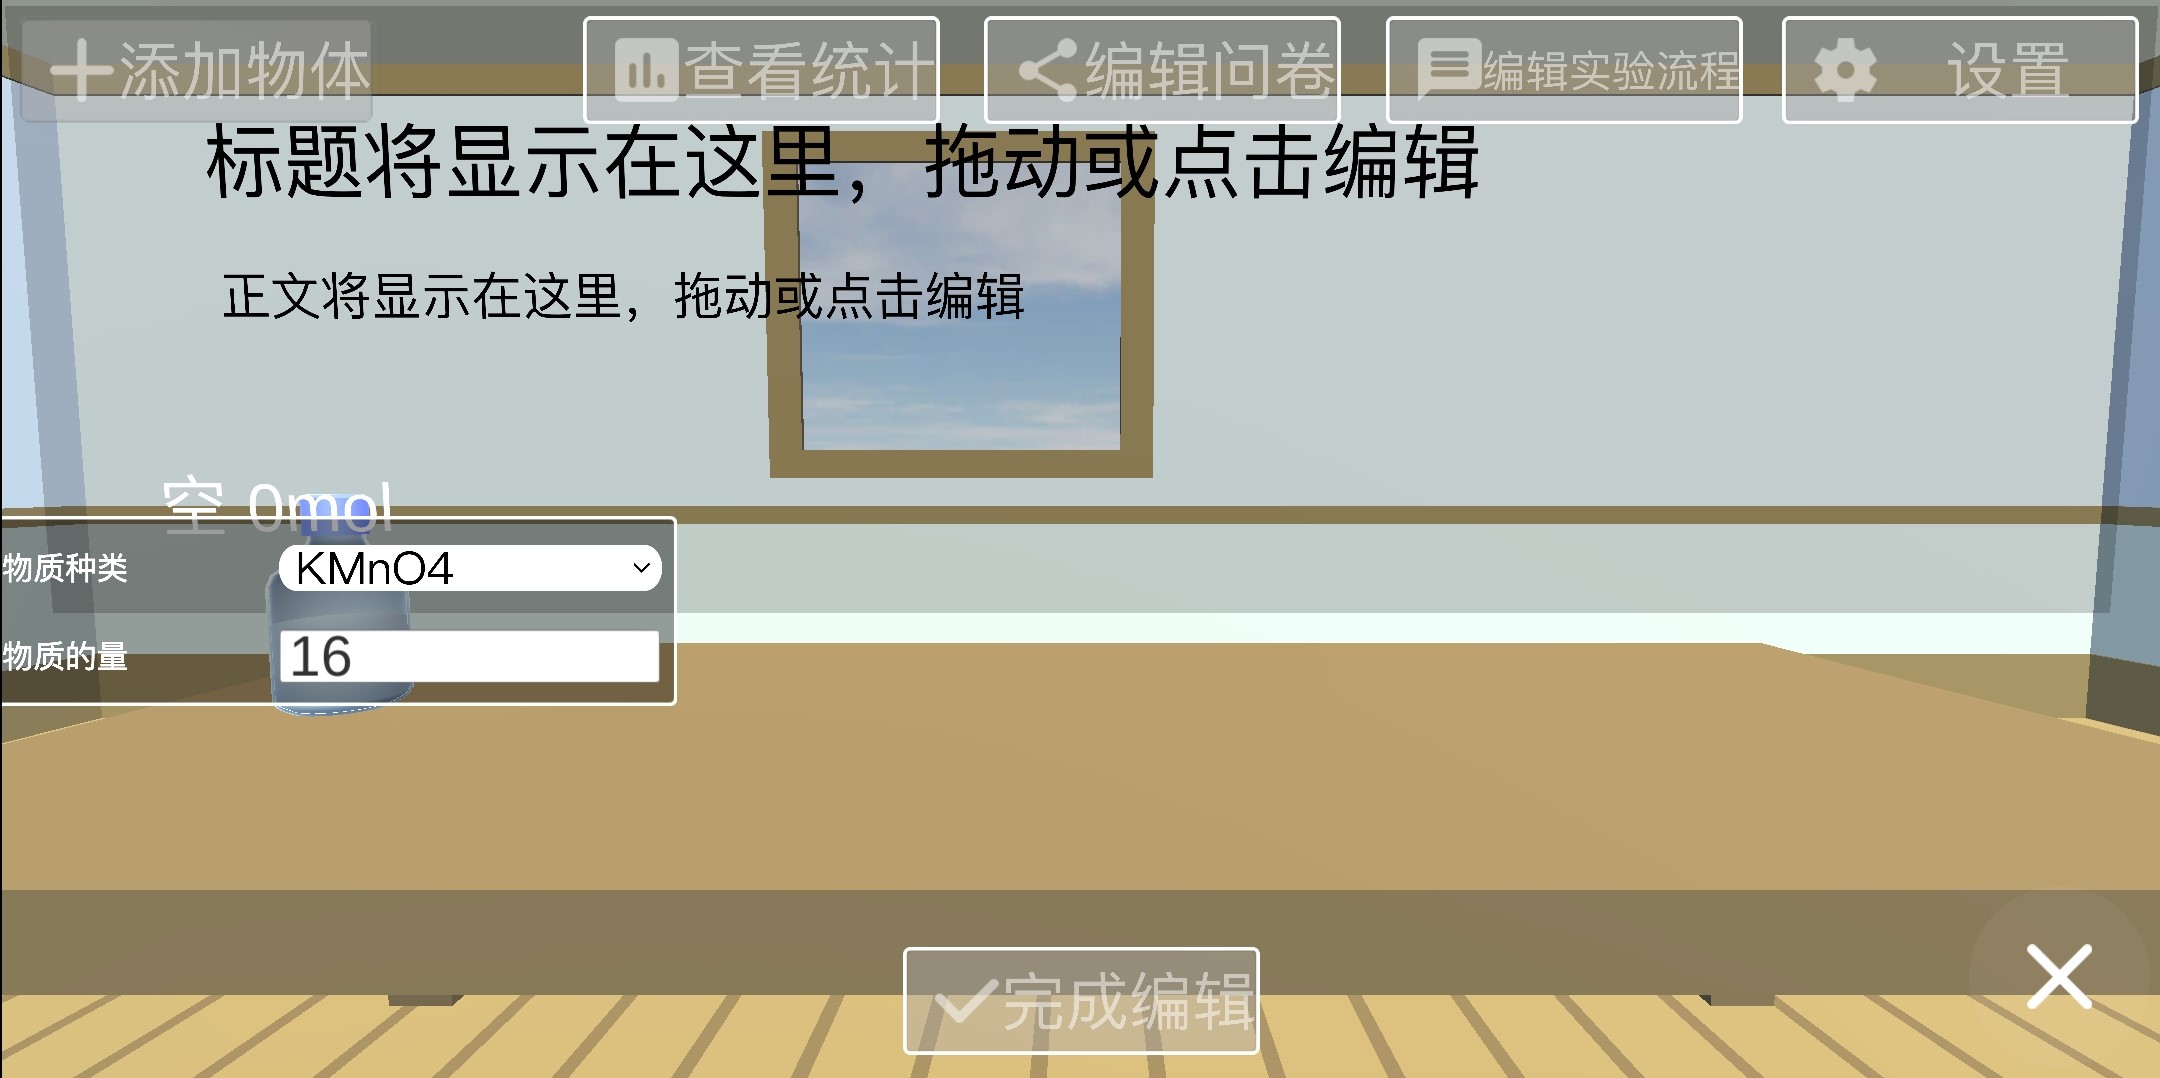 添加物体
查看统计
编辑问卷
编辑实验流程
设置
标题将显示在这里，拖动或点击编辑
正文将显示在这里，拖动或点击编辑
空 0mol
物质种类
KMnO4
物质的量
16
完成编辑